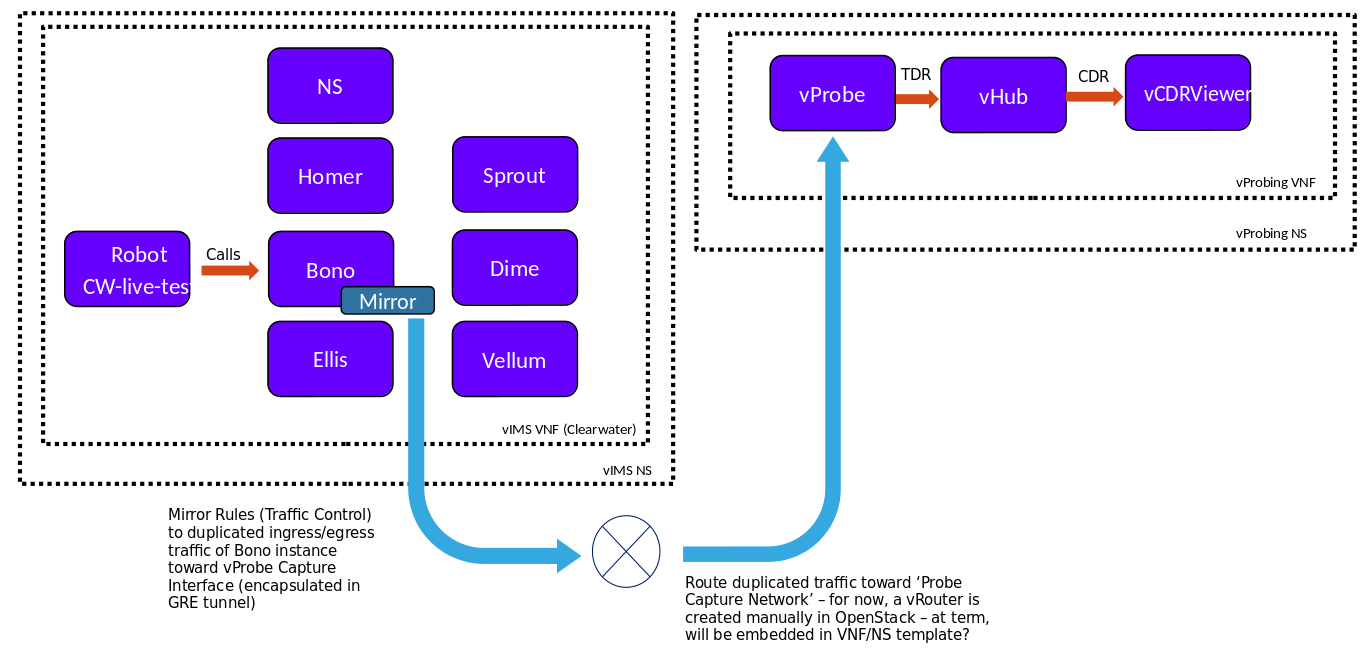 NS
Homer
Sprout
Robot
CW-live-test
Calls
Bono
Mirror
Dime
Ellis
Vellum
vIMS VNF (Clearwater)
vIMS NS
vProbe
TDR
vHub
CDR
vCDRViewer
vProbing VNF
vProbing NS
Mirror Rules (Traffic Control)
to duplicated ingress/egress
traffic of Bono instance
toward vProbe Capture
Interface (encapsulated in
GRE tunnel)
Route duplicated traffic toward ‘Probe
Capture Network’ – for now, a vRouter is
created manually in OpenStack – at term,
will be embedded in VNF/NS template?